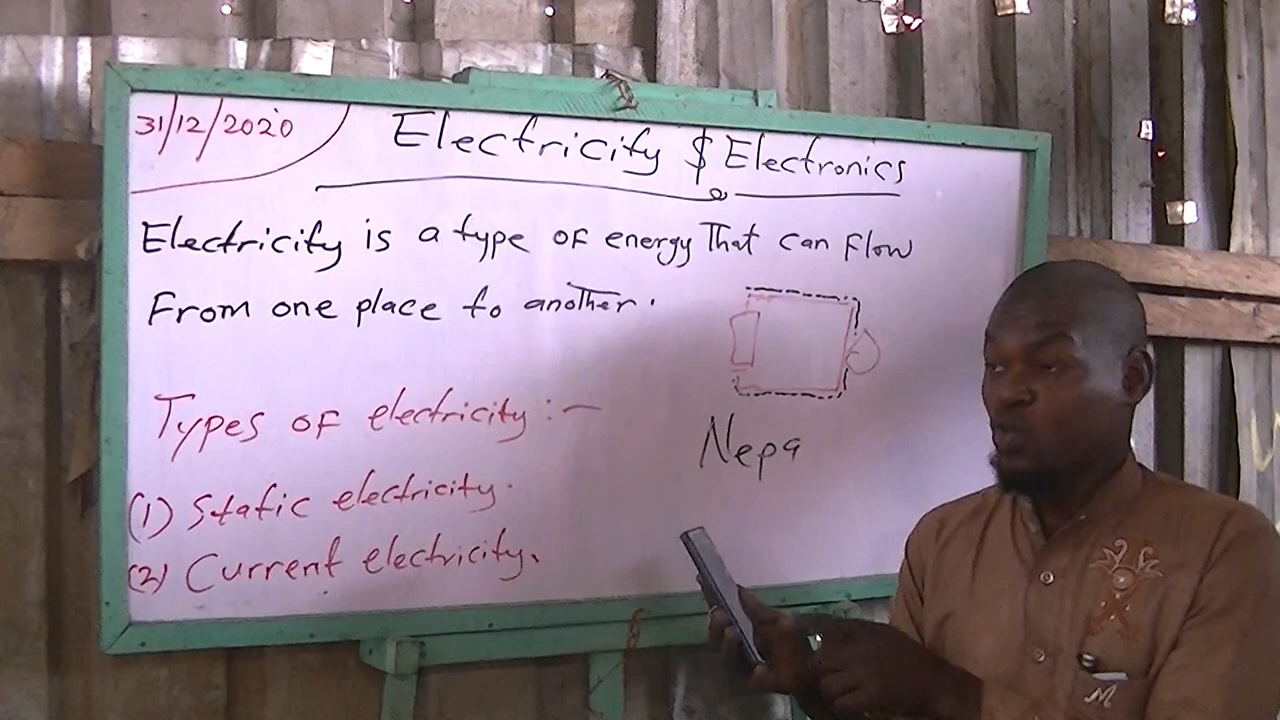 31/12/2020
Electricity $ Electronics
Electricity is a type of energy That can flow
From one place to another.
Types of electricity :-
(1) Static electricity.
(2) Current electricity.
Nepa
M